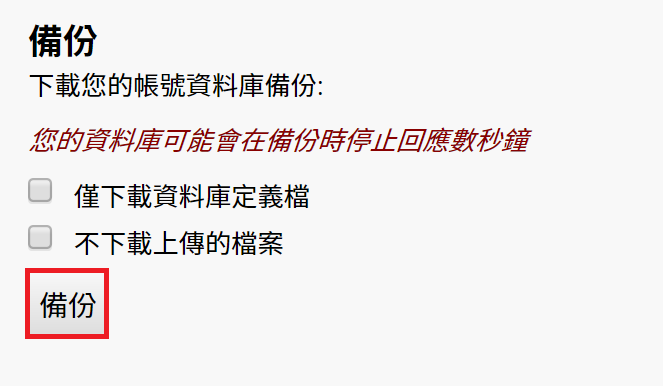 備份
下載您的帳號資料庫備份:
您的資料庫可能會在備份時停止回應數秒鐘
僅下載資料庫定義檔
不下載上傳的檔案
備份